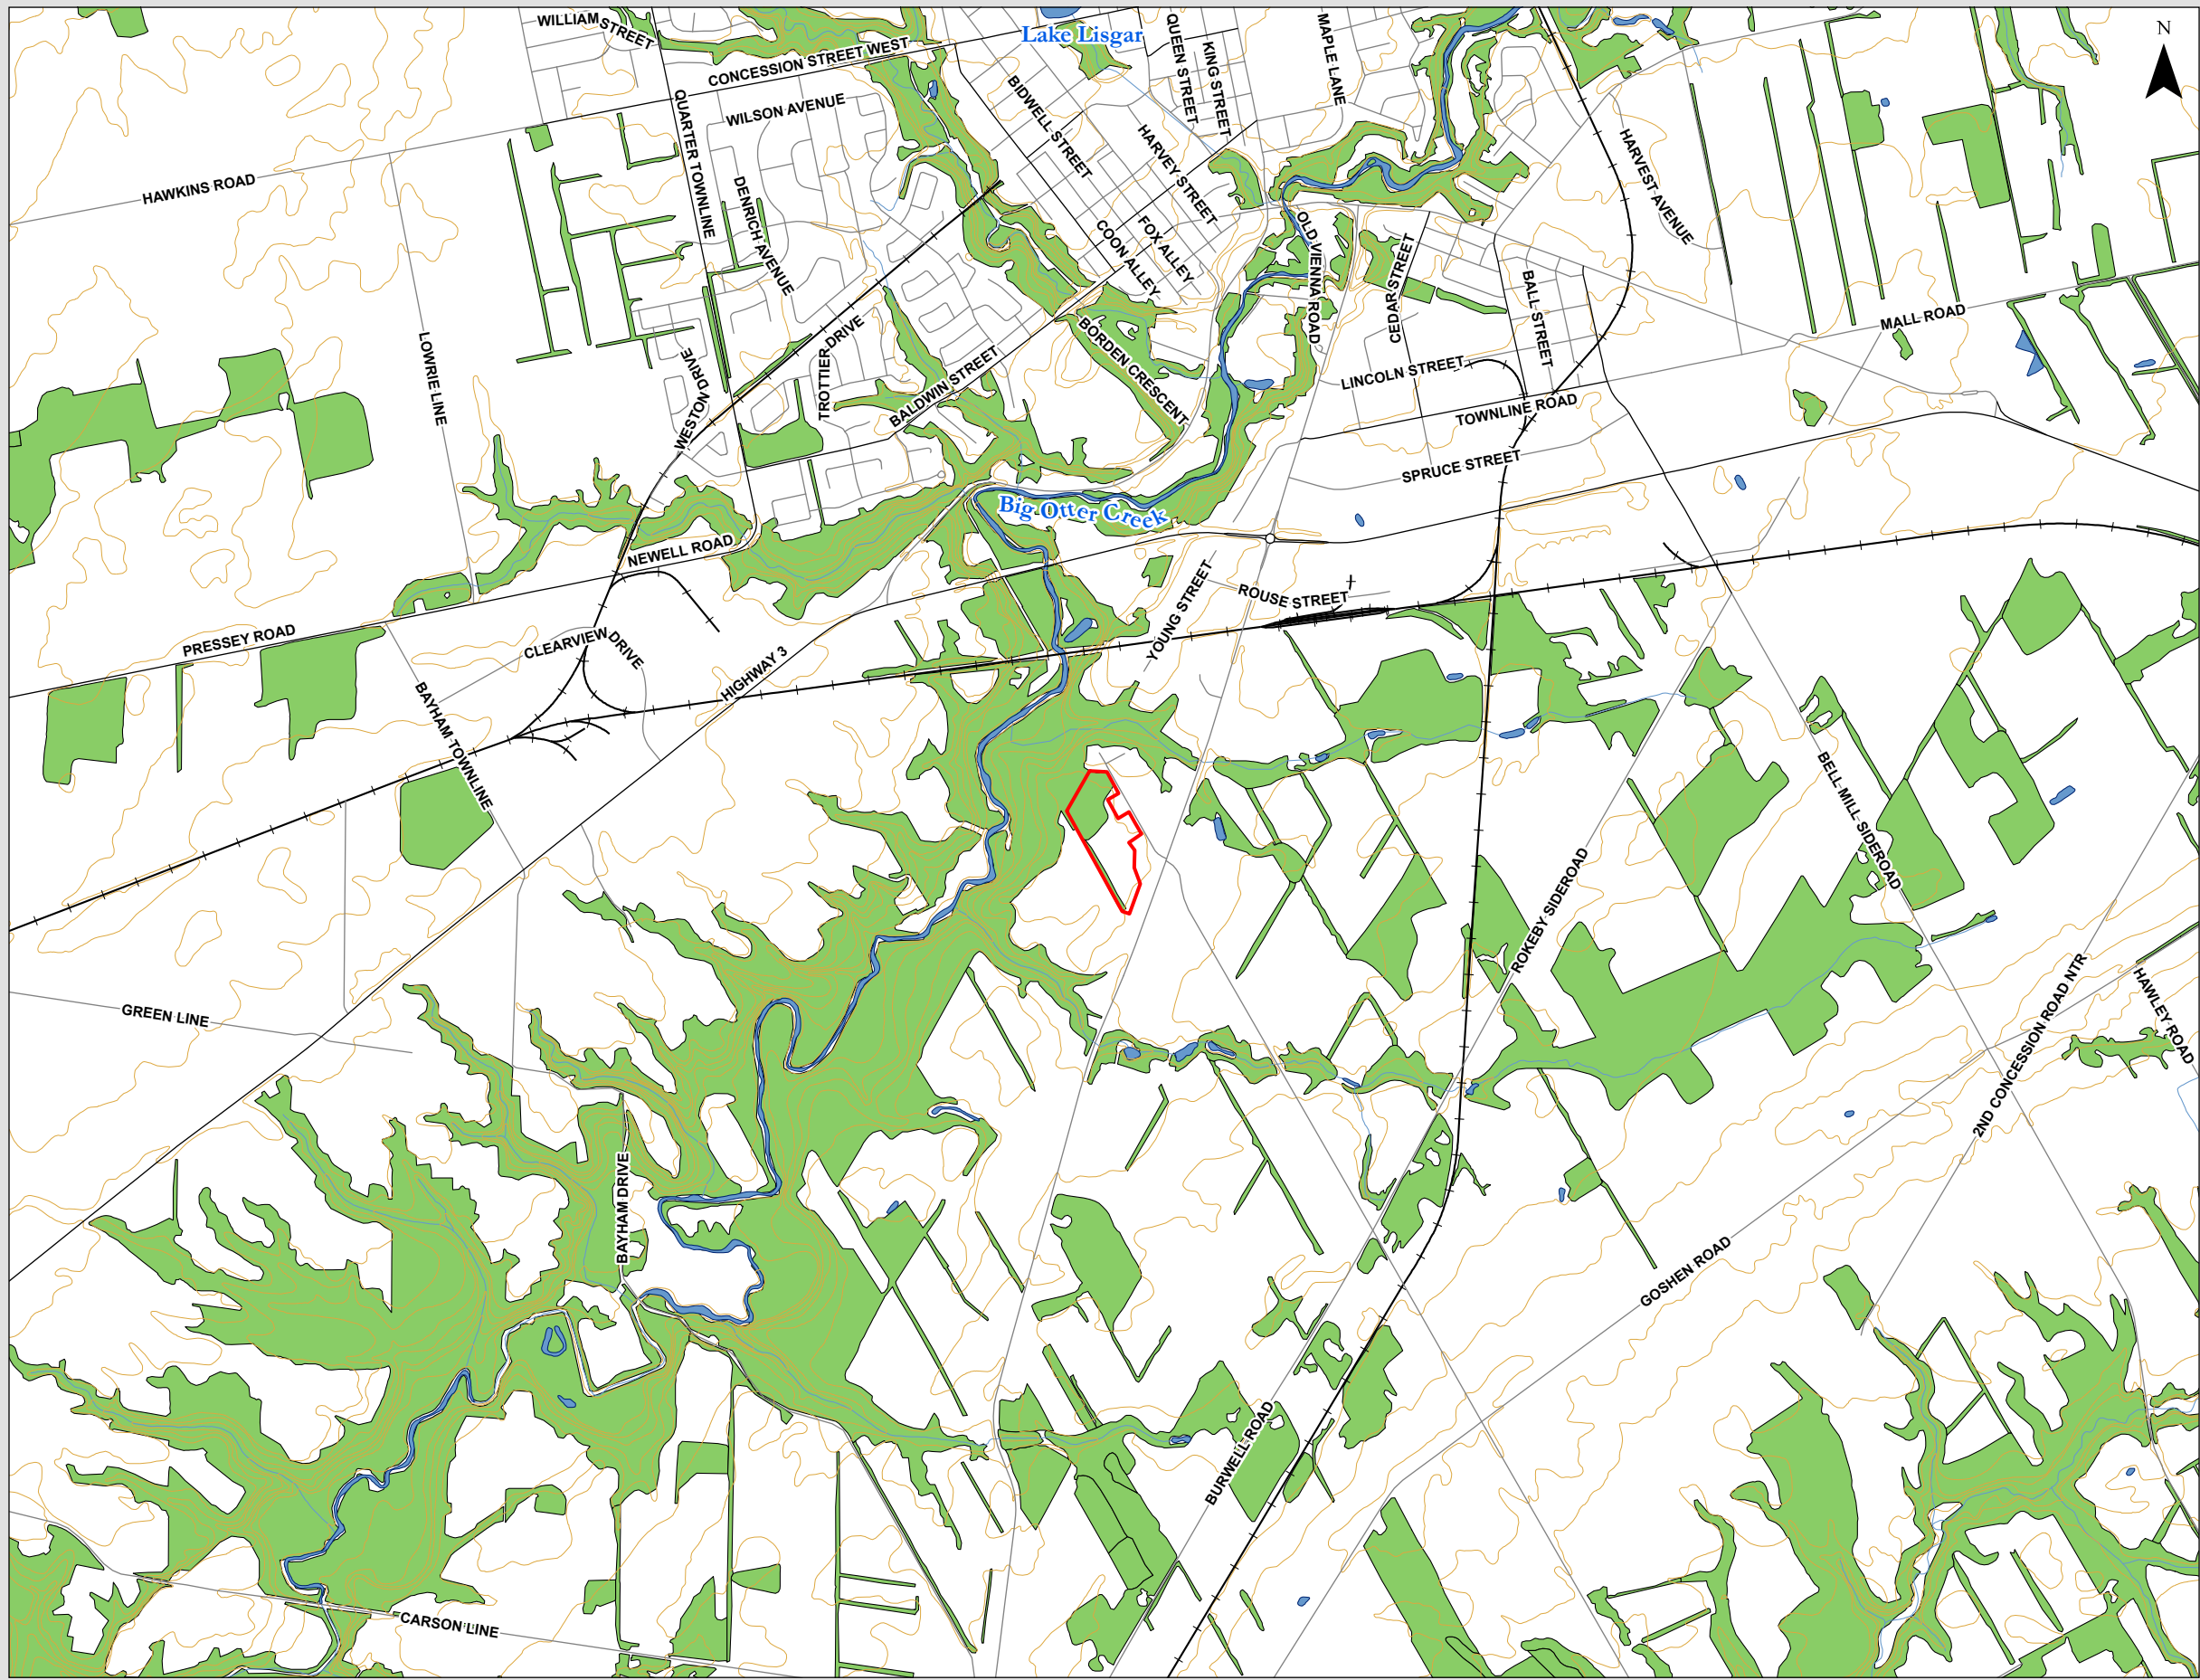 WILLIAM STREET
CONCESSION STREET WEST
Lake Lisgar
QUEEN STREET
KING STREET
MAPLE LANE
N
WILSON AVENUE
QUARTER TOWNLINE
BIDWELL STREET
HARVEY STREET
HARVEST AVENUE
HAWKINS ROAD
DENRICH AVENUE
COON ALLEY
FOX ALLEY
OLD VIENNA ROAD
CEDAR STREET
BALL STREET
MALL ROAD
LOWRIE LINE
WESTON DRIVE
TROTTIER DRIVE
BALDWIN STREET
BORDEN CRESCENT
LINCOLN STREET
TOWNLINE ROAD
SPRUCE STREET
Big Otter Creek
NEWELL ROAD
PRESSEY ROAD
CLEARVIEW DRIVE
YOUNG STREET
ROUSE STREET
HIGHWAY 3
BAYHAM TOWNLINE
BELL MILL SIDEROAD
ROKEBY SIDEROAD
GREEN LINE
2ND CONCESSION ROAD NTR
HAWLEY ROAD
BAYHAM DRIVE
GOSHEN ROAD
BURWELL ROAD
CARSON LINE